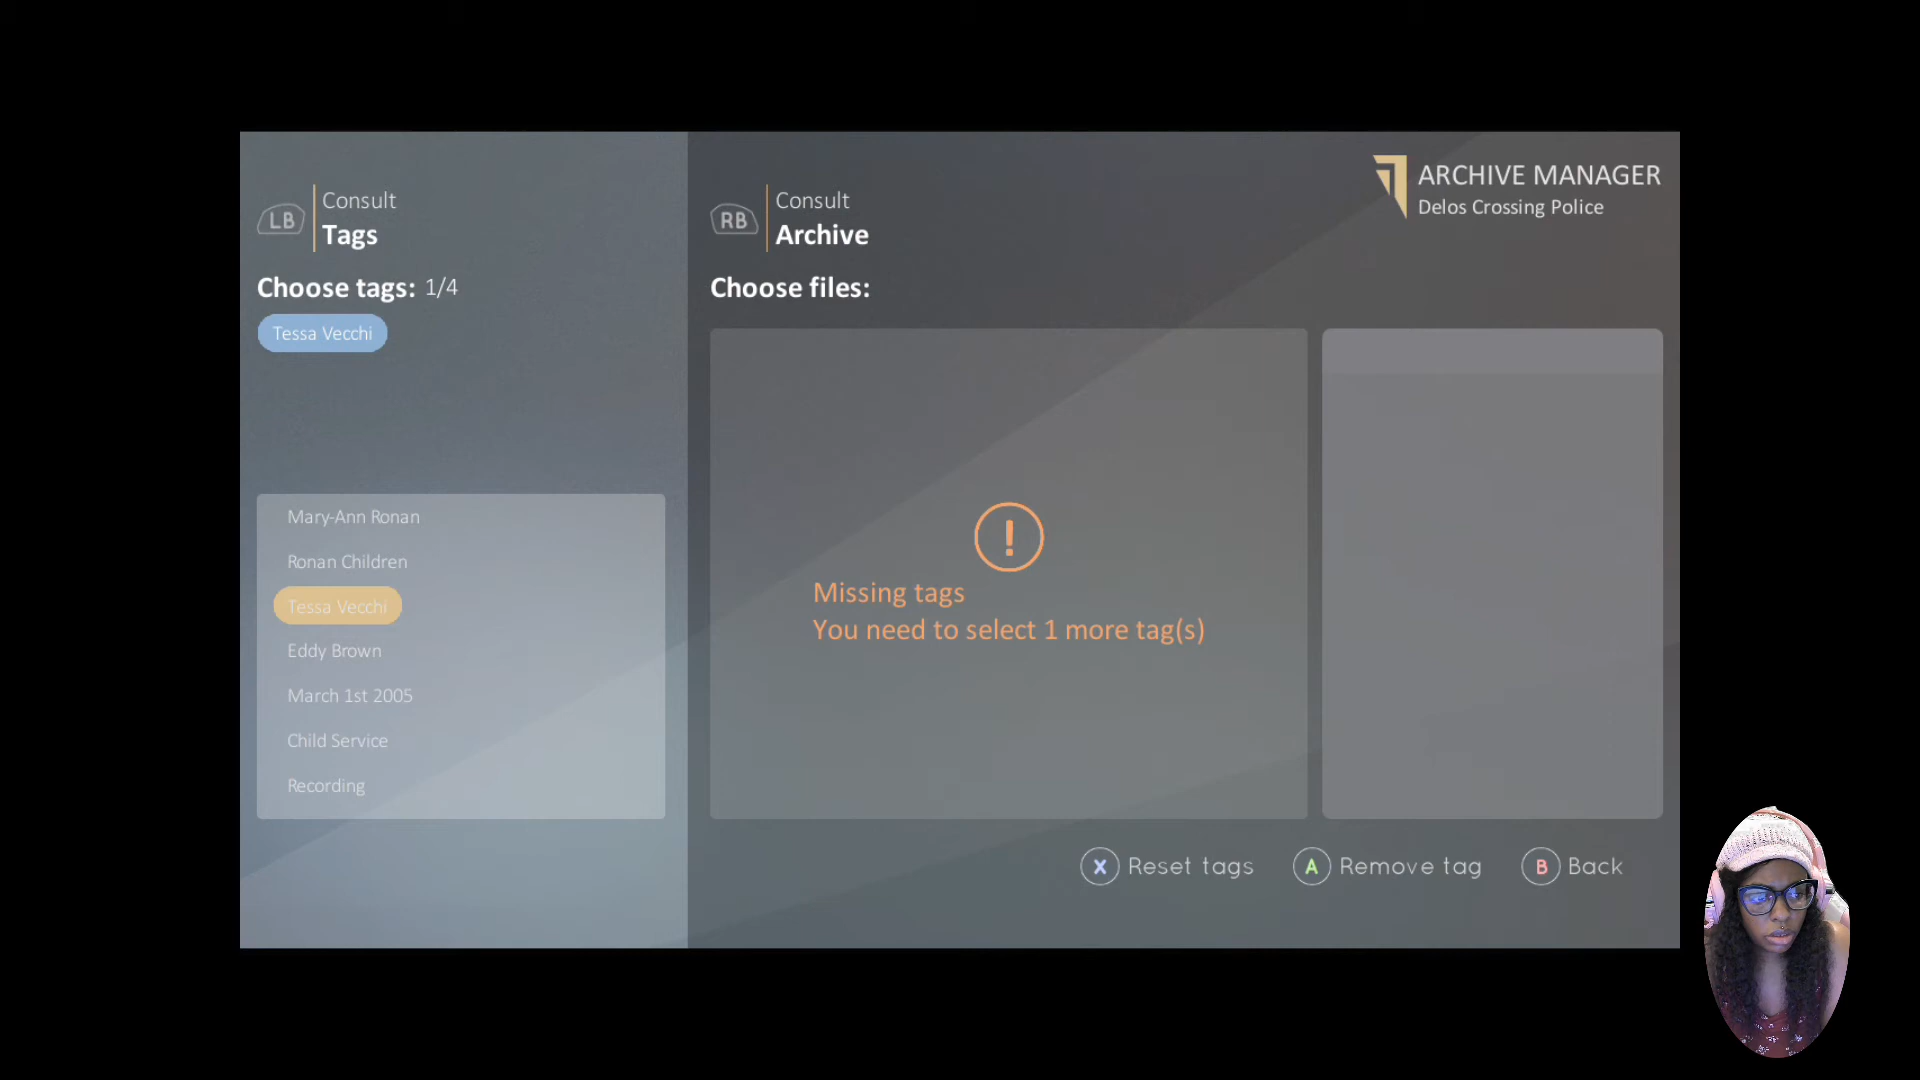 LB
Consult
Tags
Choose tags: 1/4
Tessa Vecchi
Mary-Ann Ronan
Ronan Children
Tessa Vecchi
Eddy Brown
March 1st 2005
Child Service
Recording
RB
Consult
Archive
Choose files:
ARCHIVE MANAGER
Delos Crossing Police
!
Missing tags
You need to select 1 more tag(s)
X Reset tags A Remove tag B Back